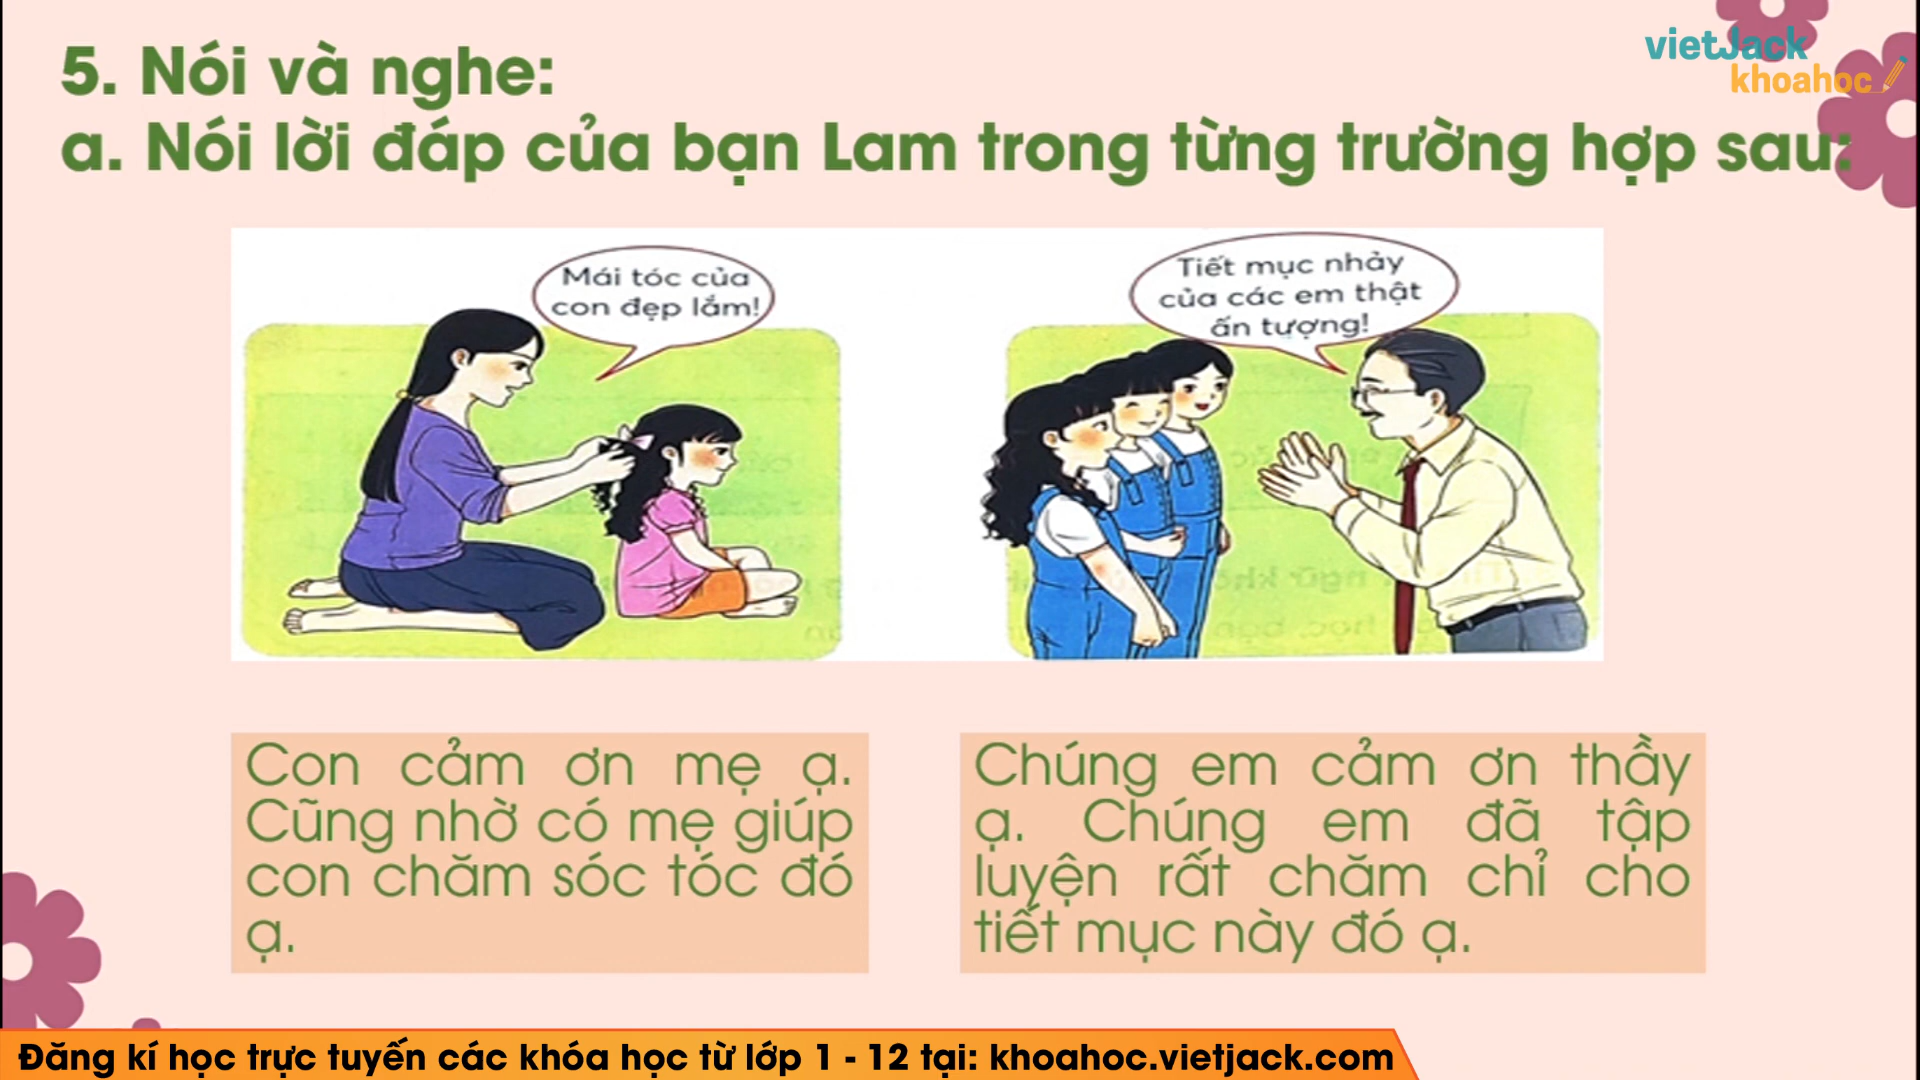 vietJack
khoahoc
5. Nói và nghe:
a. Nói lời đáp của bạn Lam trong từng trường hợp sau:
Mái tóc của
con đẹp lắm!
Tiết mục nhảy
của các em thật
ấn tượng!
Con cảm ơn mẹ ạ.
Cũng nhờ có mẹ giúp
con chăm sóc tóc đó
ạ.
Chúng em cảm ơn thầy
ạ. Chúng em đã tập
luyện rất chăm chỉ cho
tiết mục này đó ạ.
Đăng kí học trực tuyến các khóa học từ lớp 1 - 12 tại: khoahoc.vietjack.com